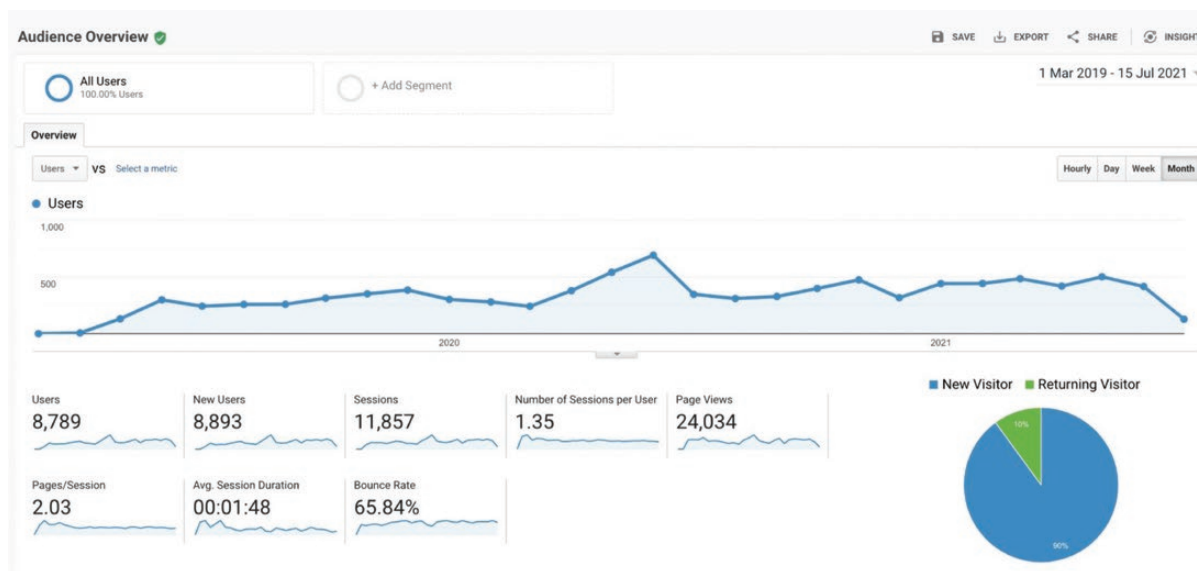 Audience Overview
SAVE EXPORT SHARE INSIGHT
All Users
100.00% Users
+ Add Segment
1 Mar 2019 - 15 Jul 2021
Overview
Users VS Select a metric
Hourly Day Week Month
Users
1,000
500
2020 2021
New Visitor Returning Visitor
Users New Users Sessions Number of Sessions per User Page Views
8,789 8,893 11,857 1.35 24,034
Pages/Session Avg. Session Duration Bounce Rate
2.03 00:01:48 65.84%
10%
90%